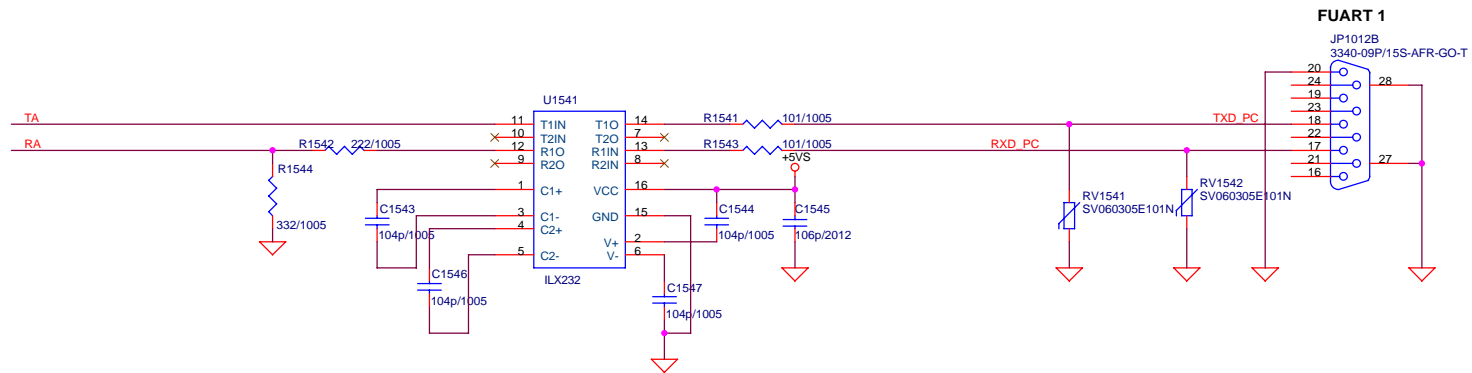 FUART 1
JP1012B
3340-09P/15S-AFR-GO-T
20
24
19
23
18
22
17
21
16
28
27
U1541
TA
11
T1IN
T1O
14
R1541
101/1005
TXD_PC
10
T2IN
T2O
7
RA
R1542
222/1005
12
R1O
R1IN
13
R1543
101/1005
RXD_PC
9
R2O
R2IN
8
+5VS
R1544
332/1005
1
C1+
VCC
16
C1543
104p/1005
3
C1-
GND
15
4
C2+
C1544
104p/1005
C1545
106p/2012
V+
2
5
C2-
V-
6
ILX232
C1546
104p/1005
C1547
104p/1005
RV1541
SV060305E101N
RV1542
SV060305E101N